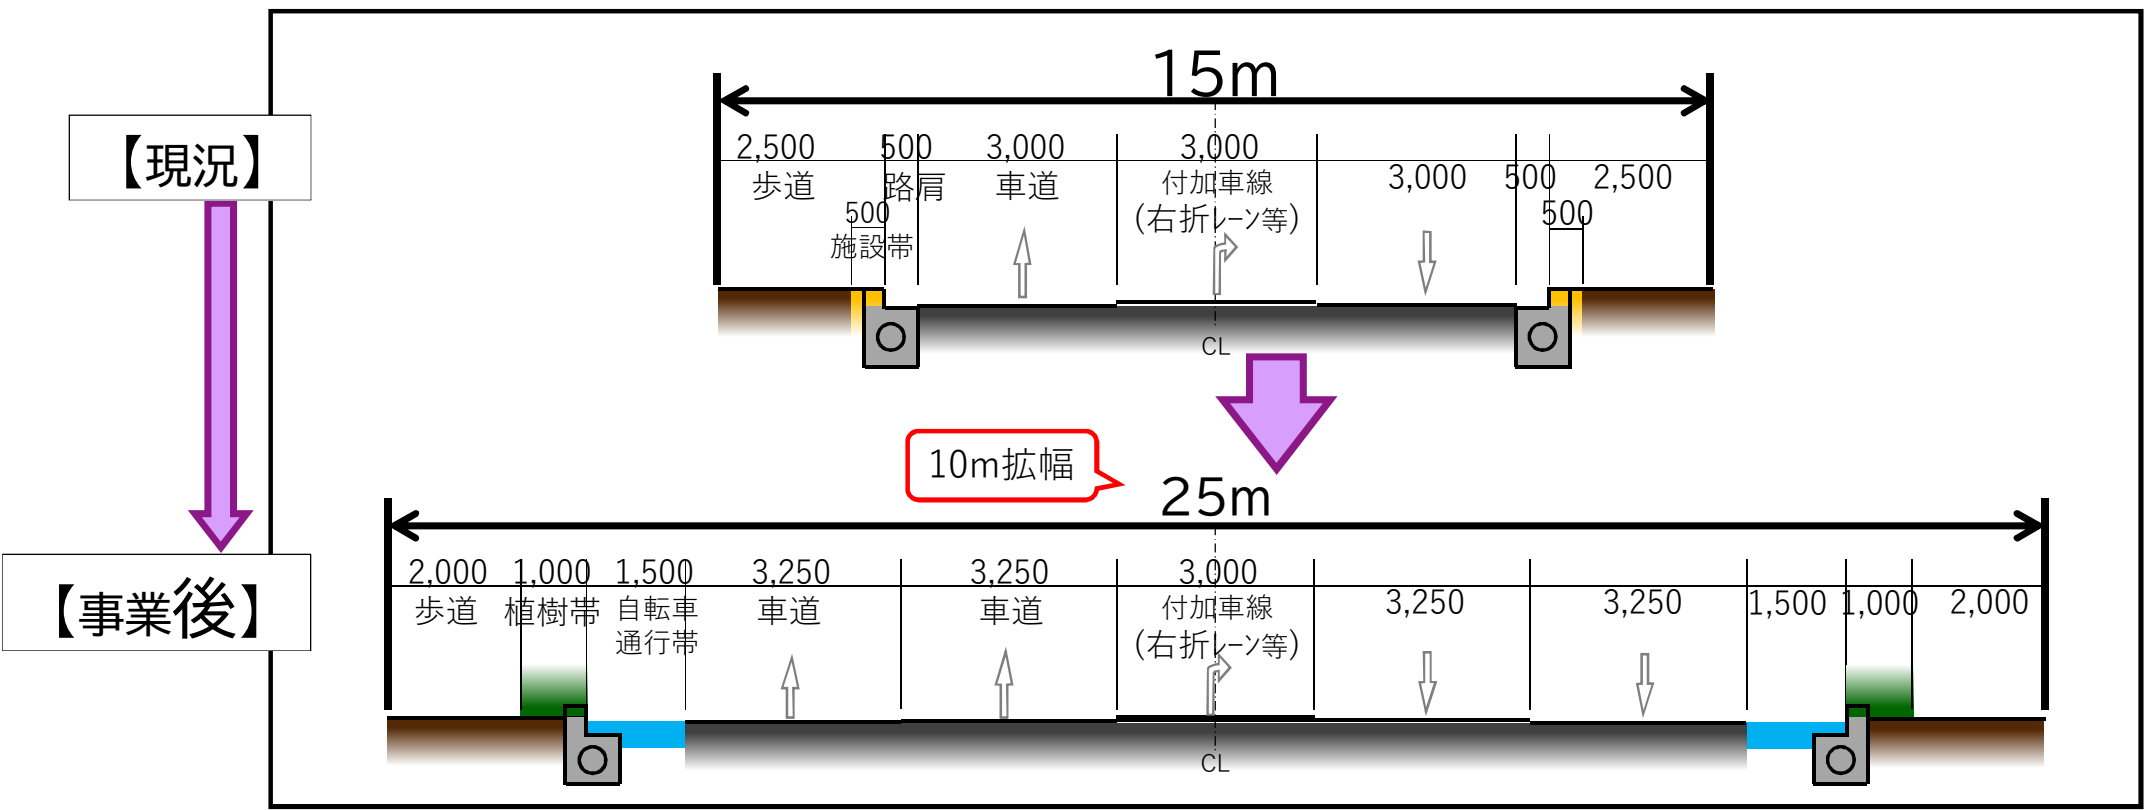 【現況】
15m
2,500 500 3,000 3,000
歩道 路肩 車道 付加車線
3,000 500 2,500
500 (右折レーン等) 500
施設帯
CL
10m拡幅
25m
【事業後】
2,000 1,000 1,500 3,250 3,250 3,000
歩道 植樹帯 自転車 車道 車道 付加車線
3,250 3,250 1,500 1,000 2,000
通行帯 (右折レーン等)
CL